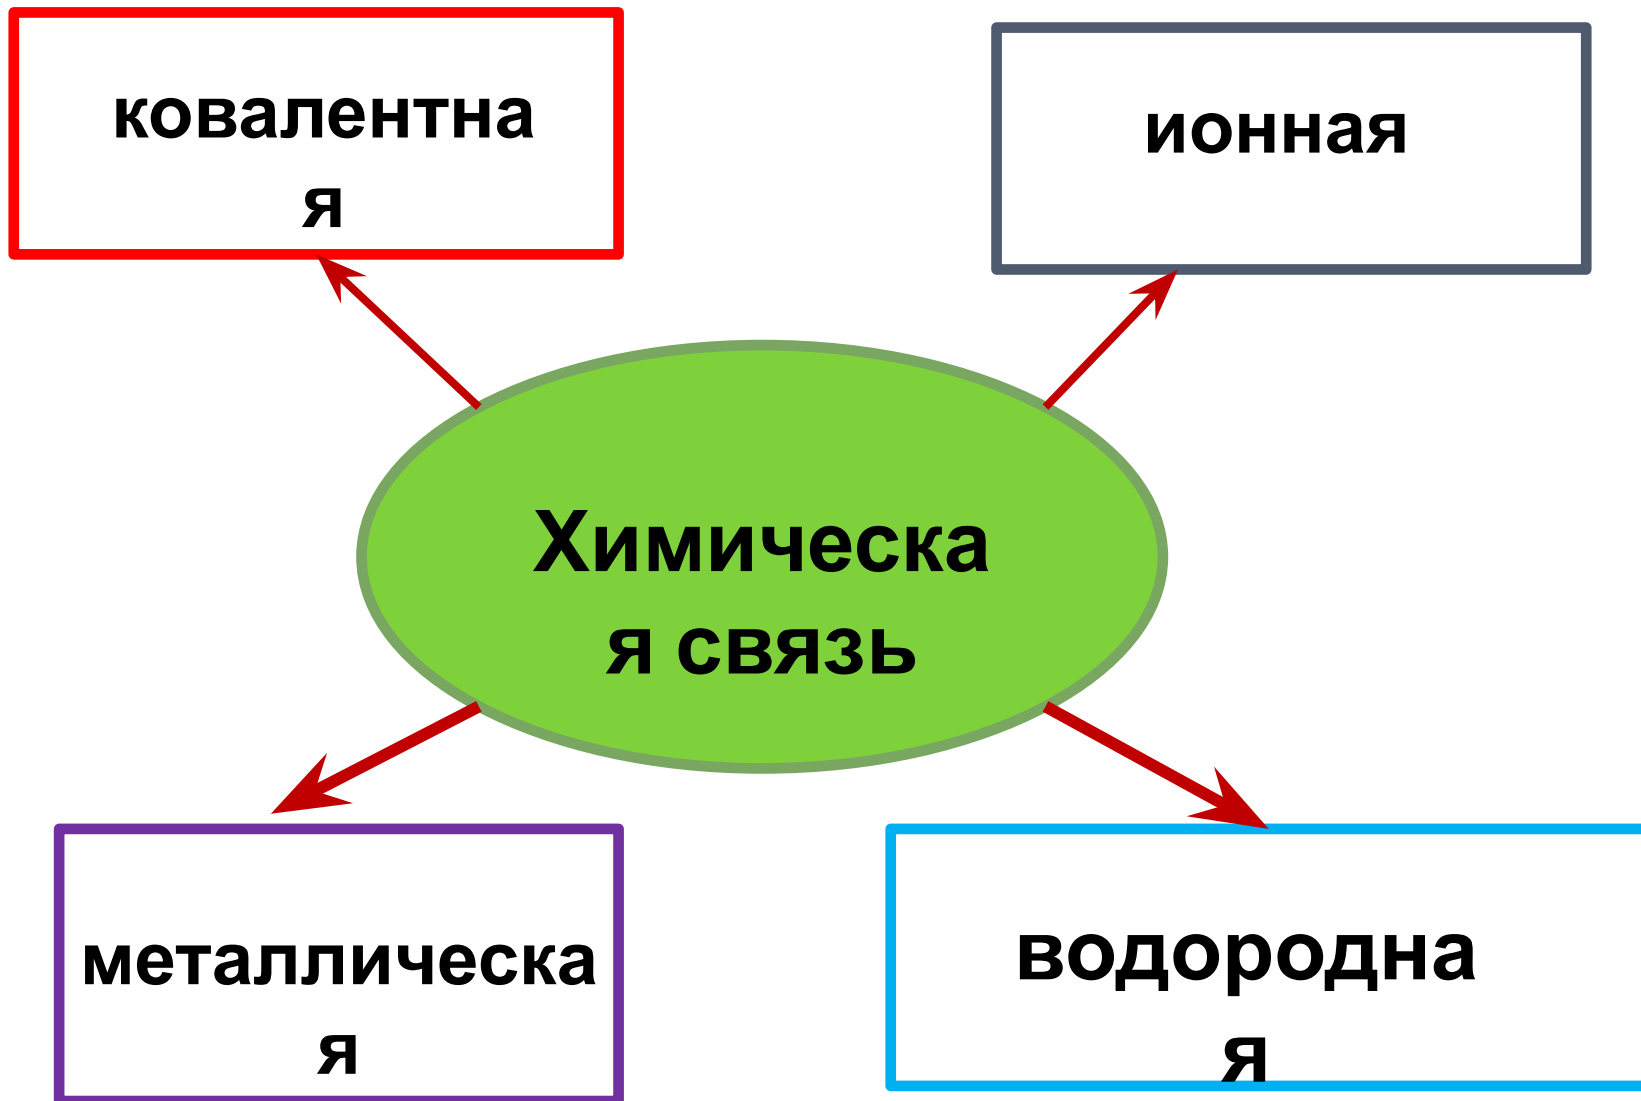 ковалентна
я
ионная
Химическа
я связь
металлическа
я
водородна
я